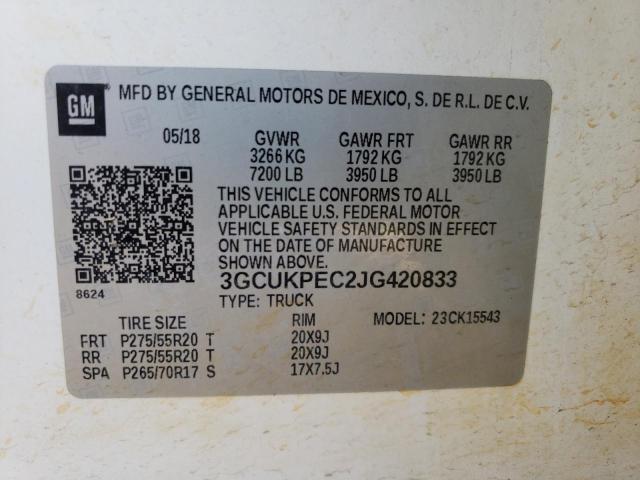 GM
MFD BY GENERAL MOTORS DE MEXICO, S. DE R.L. DE C.V.
05/18 GVWR GAWR FRT GAWR RR
3266 KG 1792 KG 1792 KG
7200 LB 3950 LB 3950 LB
THIS VEHICLE CONFORMS TO ALL
APPLICABLE U.S. FEDERAL MOTOR
VEHICLE SAFETY STANDARDS IN EFFECT
ON THE DATE OF MANUFACTURE
SHOWN ABOVE. 3GCUKPEC2JG420833
8624
TYPE: TRUCK
TIRE SIZE RIM MODEL: 23CK15543
FRT P275/55R20 T 20X9J
RR P275/55R20 T 20X9J
SPA P265/70R17 S 17X7.5J